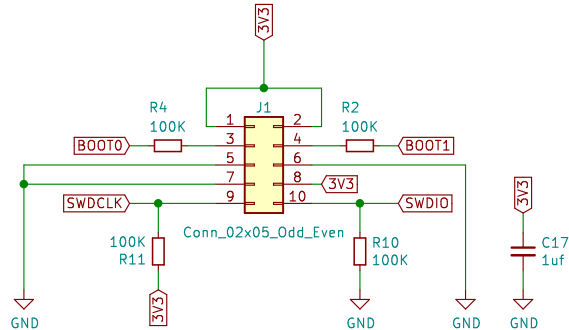 3V3
R4
100K
J1
R2
100K
1 2
BOOT0 3 4 BOOT1
5 6
7 8 3V3
SWDCLK 9 10 SWDIO
3V3
Conn_02x05_Odd_Even
100K
R11
R10
100K
C17
1uf
3V3
GND GND GND GND